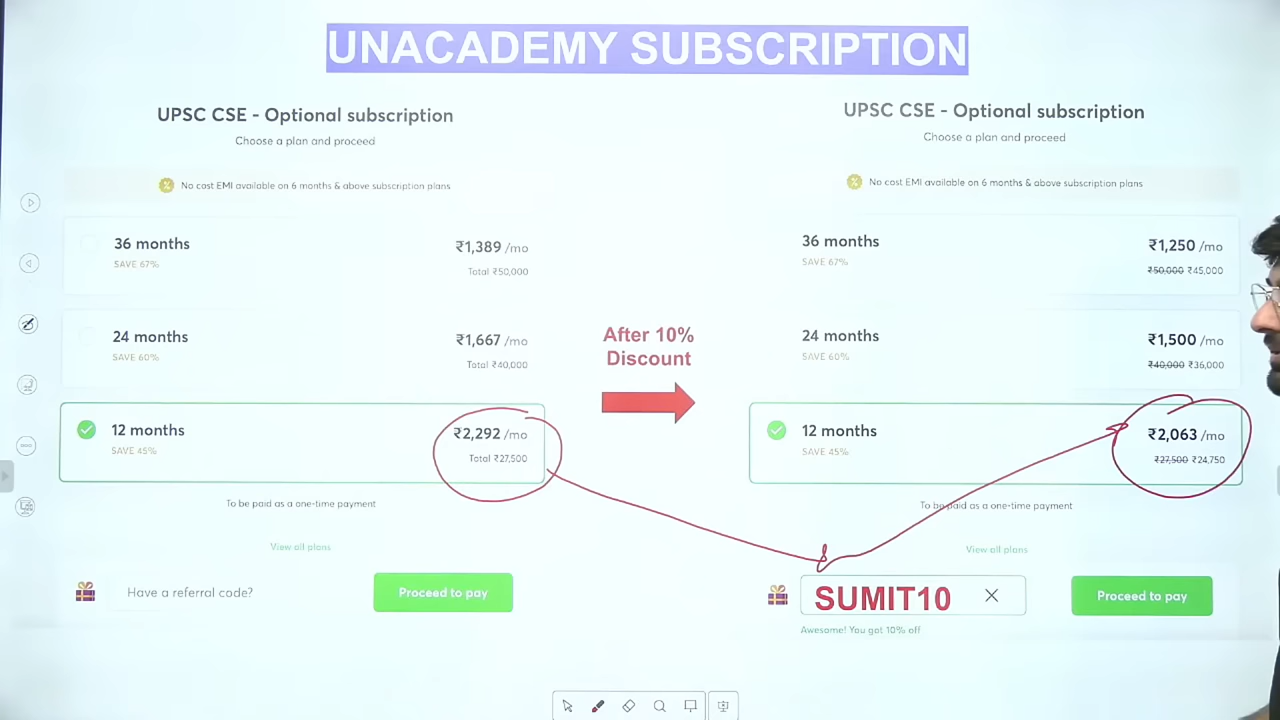 UNACADEMY SUBSCRIPTION
UPSC CSE - Optional subscription
Choose a plan and proceed
No cost EMI available on 6 months & above subscription plans
36 months
₹1,389 /mo
SAVE 67%
Total ₹50,000
24 months
₹1,667 /mo
SAVE 60%
Total ₹40,000
12 months
₹2,292 /mo
SAVE 45%
Total ₹27,500
To be paid as a one-time payment
View all plans
Have a referral code?
Proceed to pay
After 10%
Discount
UPSC CSE - Optional subscription
Choose a plan and proceed
No cost EMI available on 6 months & above subscription plans
36 months
₹1,250 /mo
SAVE 67%
₹50,000 ₹45,000
24 months
₹1,500 /mo
SAVE 60%
₹40,000 ₹36,000
12 months
₹2,063 /mo
SAVE 45%
₹27,500 ₹24,750
To be paid as a one-time payment
View all plans
SUMIT10
Proceed to pay
Awesome! You got 10% off